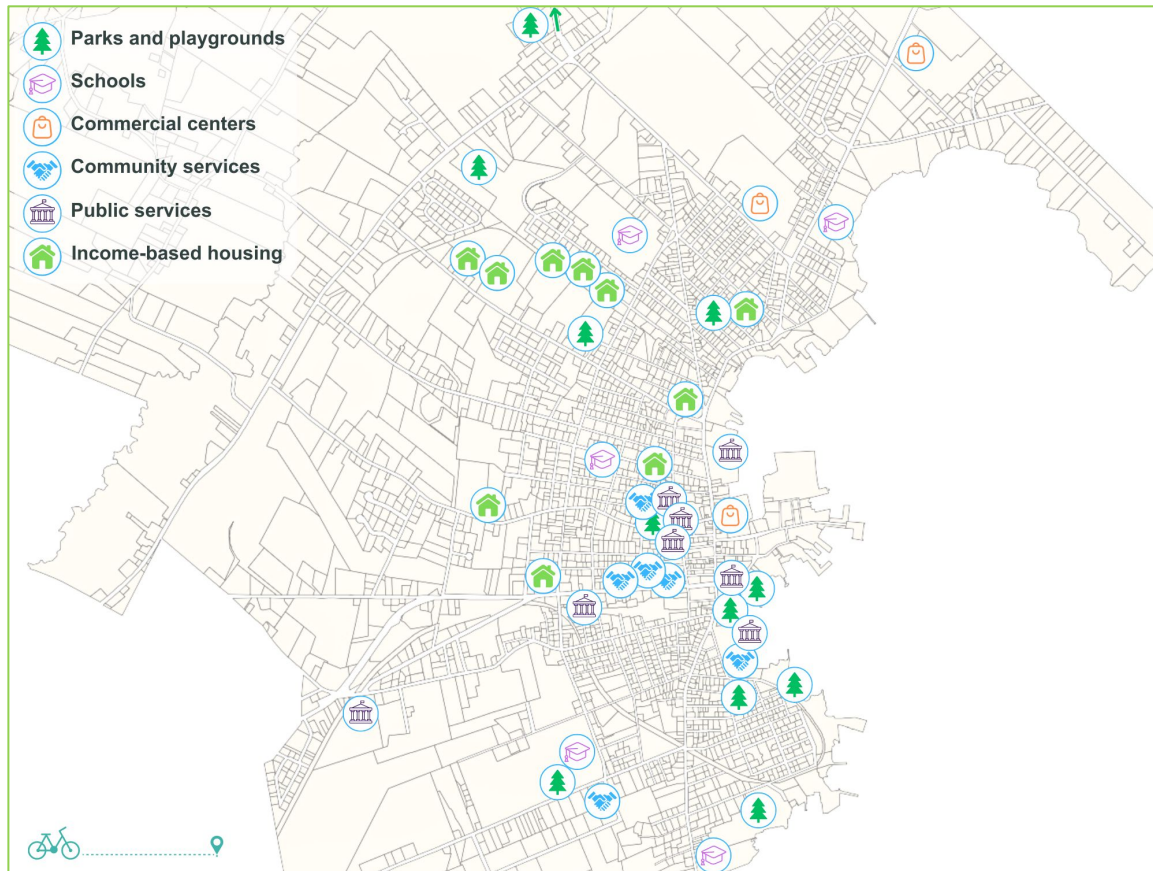 Parks and playgrounds
Schools
Commercial centers
Community services
Public services
Income-based housing